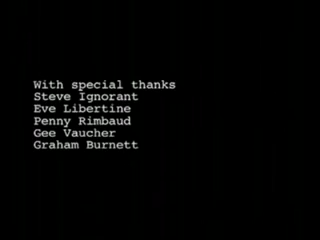 With special thanks
Steve Ignorant
Eve Libertine
Penny Rimbaud
Gee Vaucher
Graham Burnett